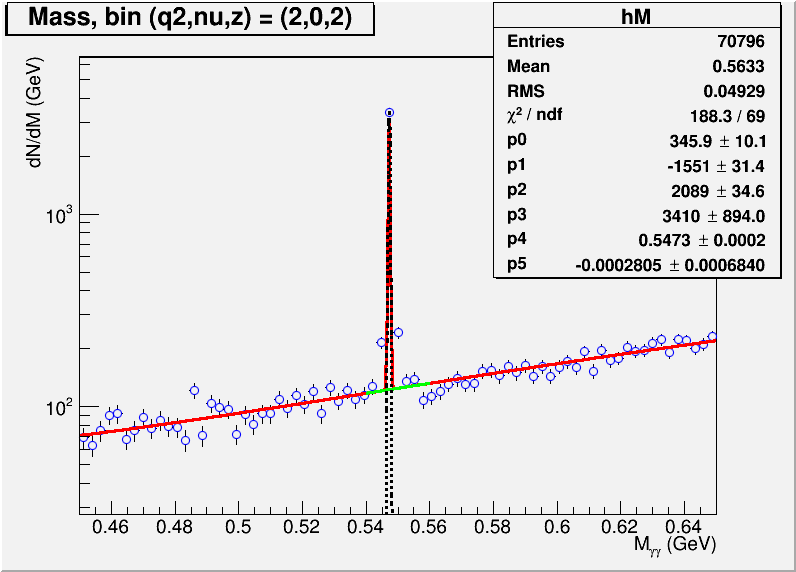 Mass, bin (q2,nu,z) = (2,0,2)
hM
Entries 70796
Mean 0.5633
RMS 0.04929
χ² / ndf 188.3 / 69
p0 345.9 ± 10.1
p1 -1551 ± 31.4
p2 2089 ± 34.6
p3 3410 ± 894.0
p4 0.5473 ± 0.0002
p5 -0.0002805 ± 0.0006840
dN/dM (GeV)
10³
10²
0.46 0.48 0.5 0.52 0.54 0.56 0.58 0.6 0.62 0.64
Mγγ (GeV)